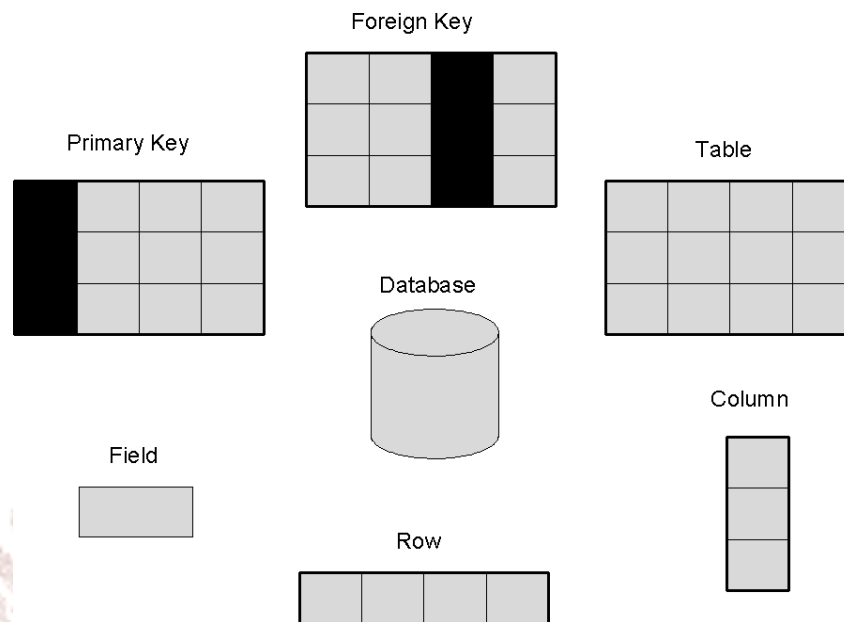 Foreign Key
Primary Key
Table
Database
Column
Field
Row